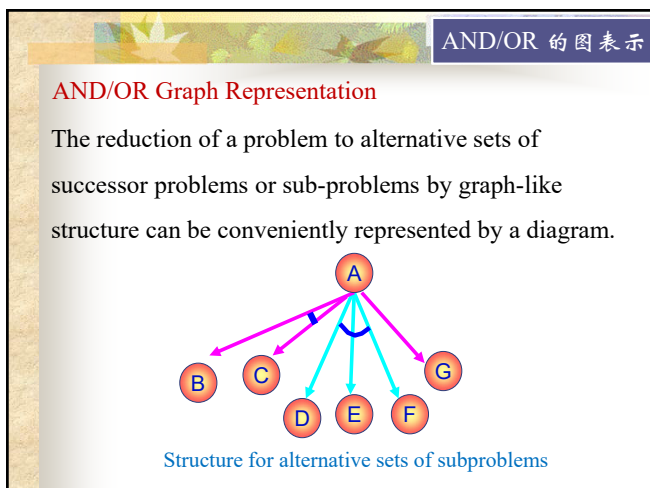 AND/OR 的图表示
AND/OR Graph Representation
The reduction of a problem to alternative sets of
successor problems or sub-problems by graph-like
structure can be conveniently represented by a diagram.
A
B
C
G
D
E
F
Structure for alternative sets of subproblems